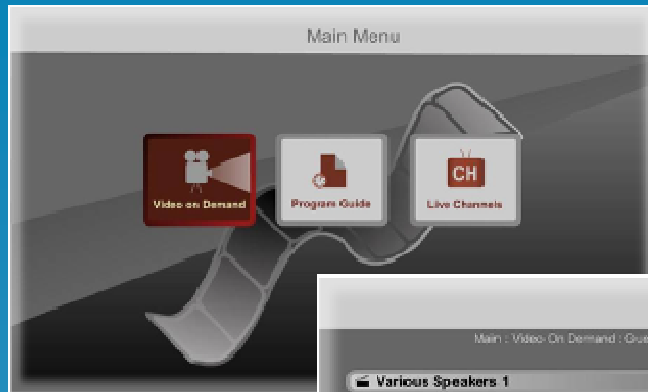 Main Menu
CH
Video on Demand
Program Guide
Live Channels
Main : Video On Demand :
Various Speakers 1